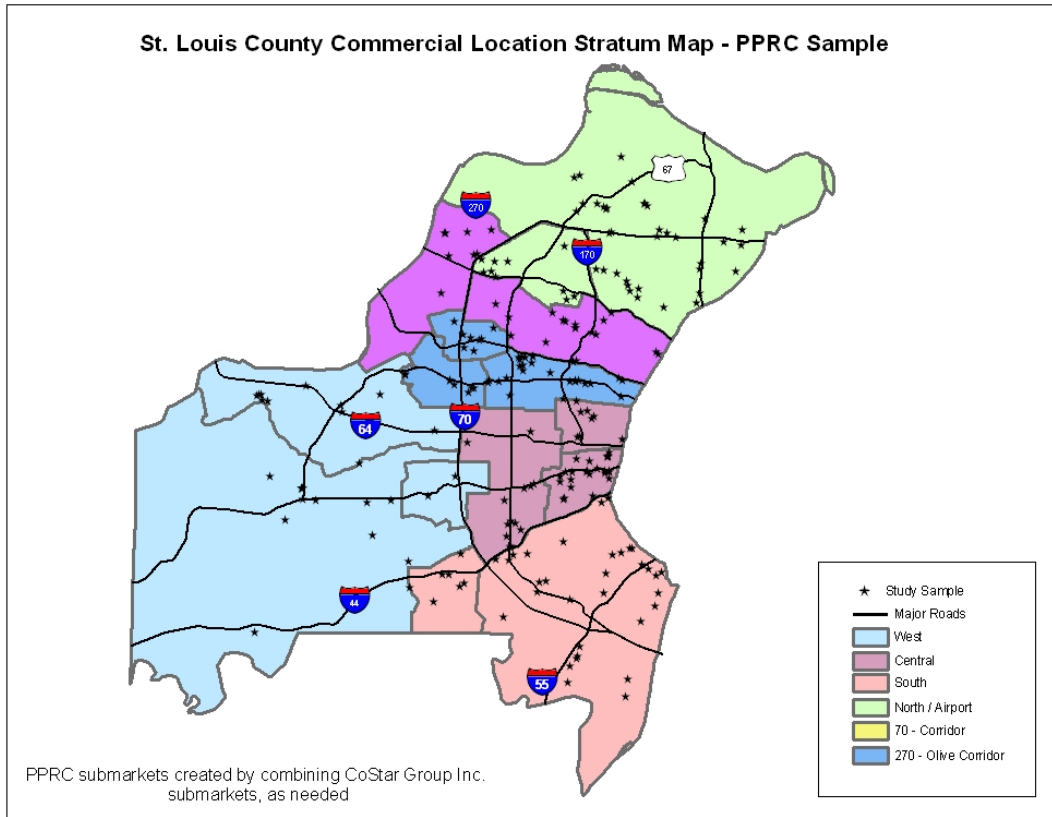 St. Louis County Commercial Location Stratum Map - PPRC Sample
67
270
170
64
70
44
55
Study Sample
Major Roads
West
Central
South
North / Airport
70 - Corridor
270 - Olive Corridor
PPRC submarkets created by combining CoStar Group Inc.
submarkets, as needed